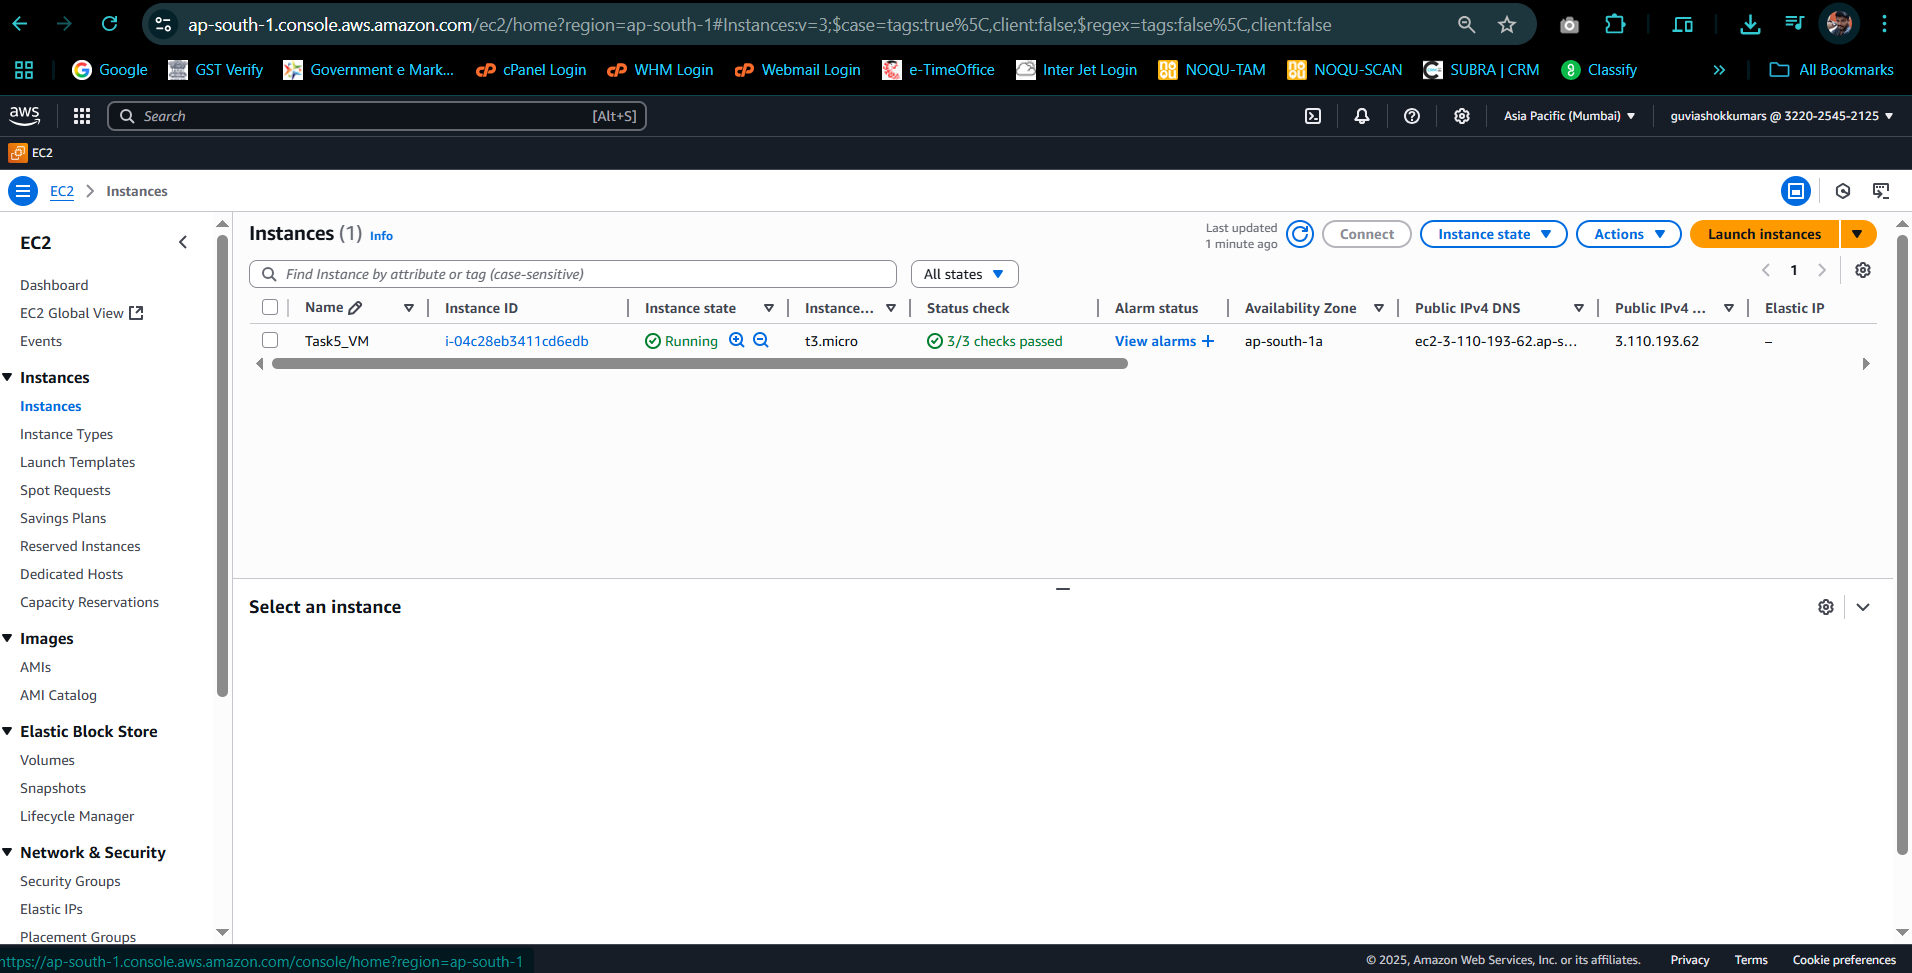 ap-south-1.console.aws.amazon.com/ec2/home?region=ap-south-1#Instances:v=3;$case=tags:true%5C,client:false;$regex=tags:false%5C,client:false
Google GST Verify Government e Mark... cPanel Login WHM Login Webmail Login e-TimeOffice Inter Jet Login NOQU-TAM NOQU-SCAN SUBRA | CRM Classify » All Bookmarks
aws Search [Alt+S] Asia Pacific (Mumbai) guviashokkumars @ 3220-2545-2125
EC2
EC2 Instances
EC2
Dashboard
EC2 Global View
Events
Instances
Instances
Instance Types
Launch Templates
Spot Requests
Savings Plans
Reserved Instances
Dedicated Hosts
Capacity Reservations
Images
AMIs
AMI Catalog
Elastic Block Store
Volumes
Snapshots
Lifecycle Manager
Network & Security
Security Groups
Elastic IPs
Placement Groups
Instances (1) Info
Last updated
1 minute ago
Connect Instance state Actions Launch instances
Find Instance by attribute or tag (case-sensitive) All states 1
Name Instance ID Instance state Instance... Status check Alarm status Availability Zone Public IPv4 DNS Public IPv4 ... Elastic IP
Task5_VM i-04c28eb3411cd6edb Running t3.micro 3/3 checks passed View alarms + ap-south-1a ec2-3-110-193-62.ap-s... 3.110.193.62 –
Select an instance
https://ap-south-1.console.aws.amazon.com/console/home?region=ap-south-1
© 2025, Amazon Web Services, Inc. or its affiliates. Privacy Terms Cookie preferences